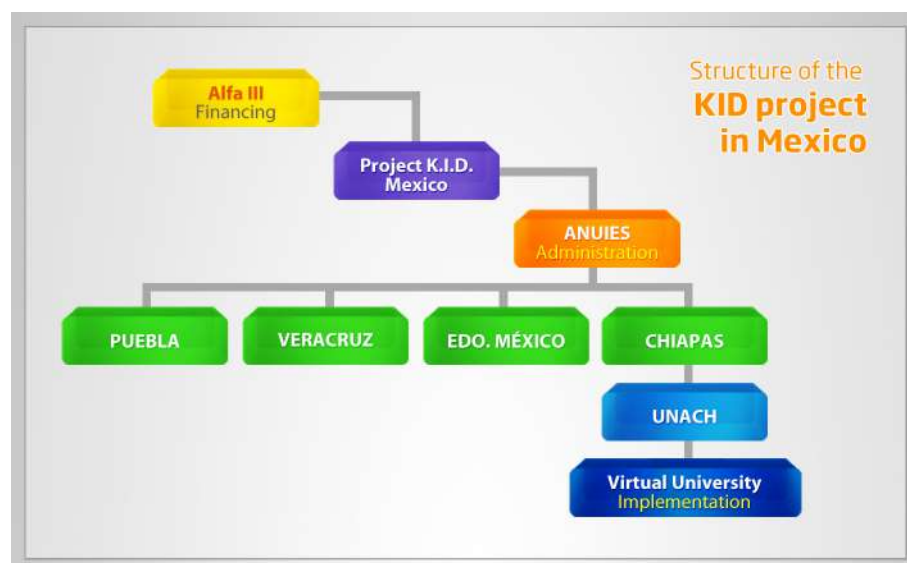 Structure of the
KID project
in Mexico
Alfa III
Financing
Project K.I.D.
Mexico
ANUIES
Administration
PUEBLA
VERACRUZ
EDO. MÉXICO
CHIAPAS
UNACH
Virtual University
Implementation